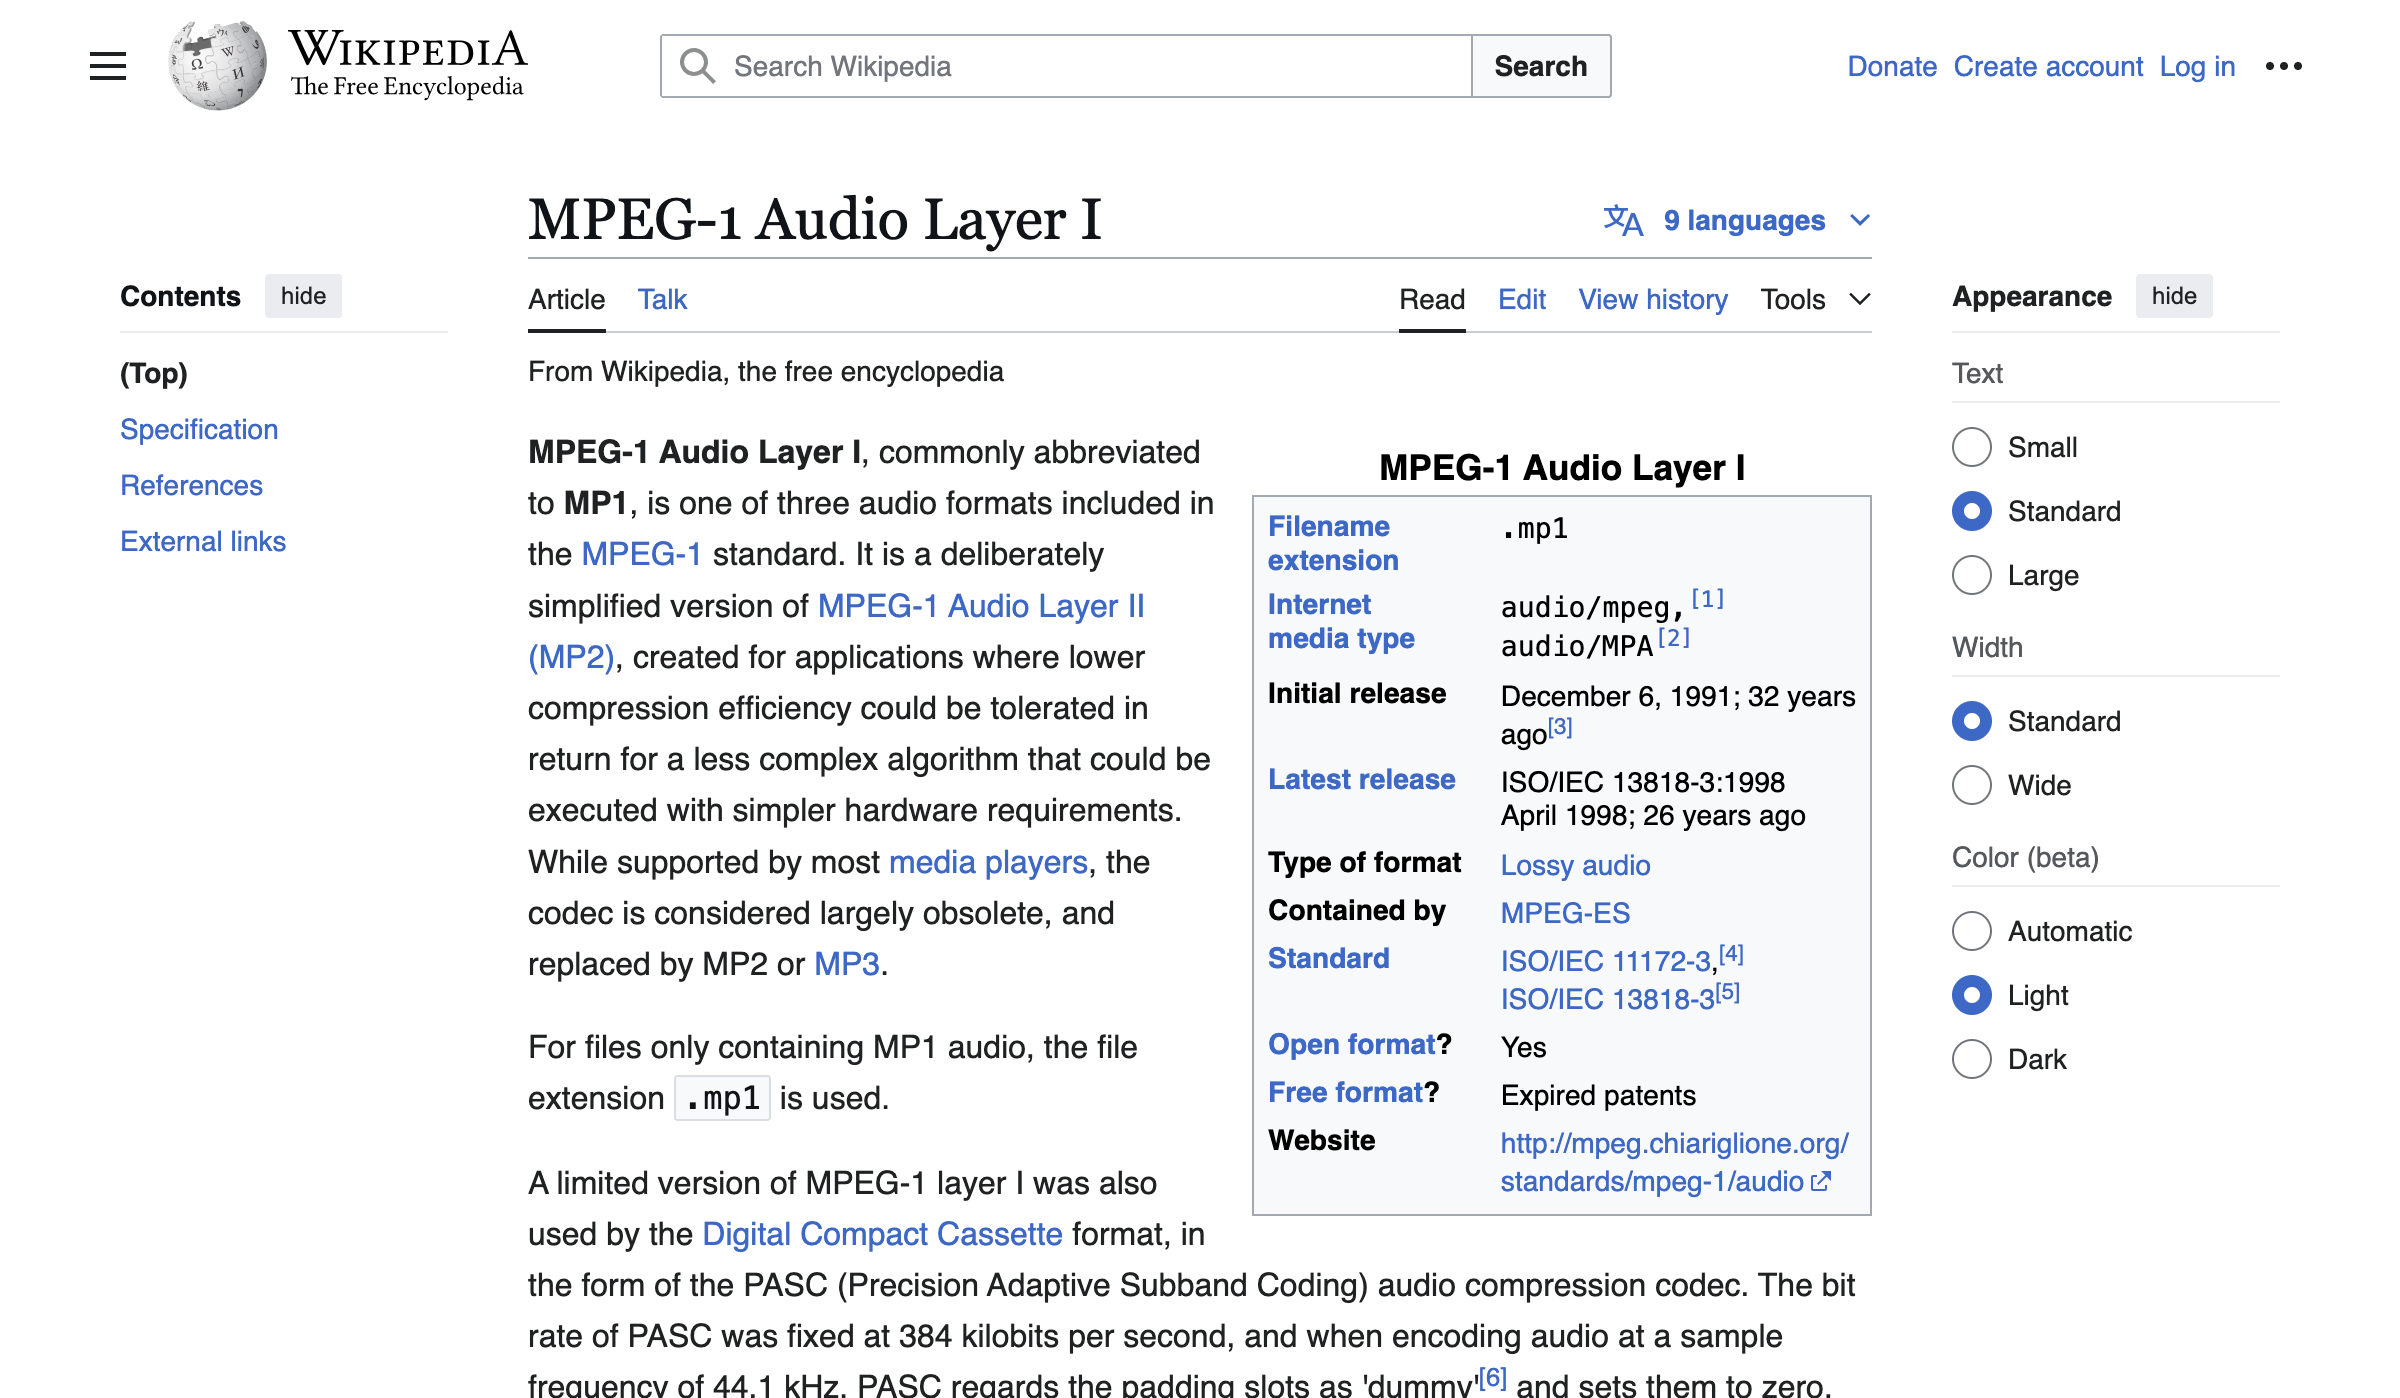 WIKIPEDIA
The Free Encyclopedia
Search Wikipedia
Search
Donate Create account Log in
MPEG-1 Audio Layer I
文A 9 languages
Contents hide
(Top)
Specification
References
External links
Article Talk
Read Edit View history Tools
From Wikipedia, the free encyclopedia
MPEG-1 Audio Layer I, commonly abbreviated
to MP1, is one of three audio formats included in
the MPEG-1 standard. It is a deliberately
simplified version of MPEG-1 Audio Layer II
(MP2), created for applications where lower
compression efficiency could be tolerated in
return for a less complex algorithm that could be
executed with simpler hardware requirements.
While supported by most media players, the
codec is considered largely obsolete, and
replaced by MP2 or MP3.
For files only containing MP1 audio, the file
extension .mp1 is used.
A limited version of MPEG-1 layer I was also
used by the Digital Compact Cassette format, in
the form of the PASC (Precision Adaptive Subband Coding) audio compression codec. The bit
rate of PASC was fixed at 384 kilobits per second, and when encoding audio at a sample
frequency of 44.1 kHz, PASC regards the padding slots as 'dummy'[6] and sets them to zero.
MPEG-1 Audio Layer I
Filename
extension
.mp1
Internet
media type
audio/mpeg,[1]
audio/MPA[2]
Initial release
December 6, 1991; 32 years
ago[3]
Latest release
ISO/IEC 13818-3:1998
April 1998; 26 years ago
Type of format Lossy audio
Contained by MPEG-ES
Standard
ISO/IEC 11172-3,[4]
ISO/IEC 13818-3[5]
Open format? Yes
Free format? Expired patents
Website
http://mpeg.chiariglione.org/
standards/mpeg-1/audio
Appearance hide
Text
Small
Standard
Large
Width
Standard
Wide
Color (beta)
Automatic
Light
Dark